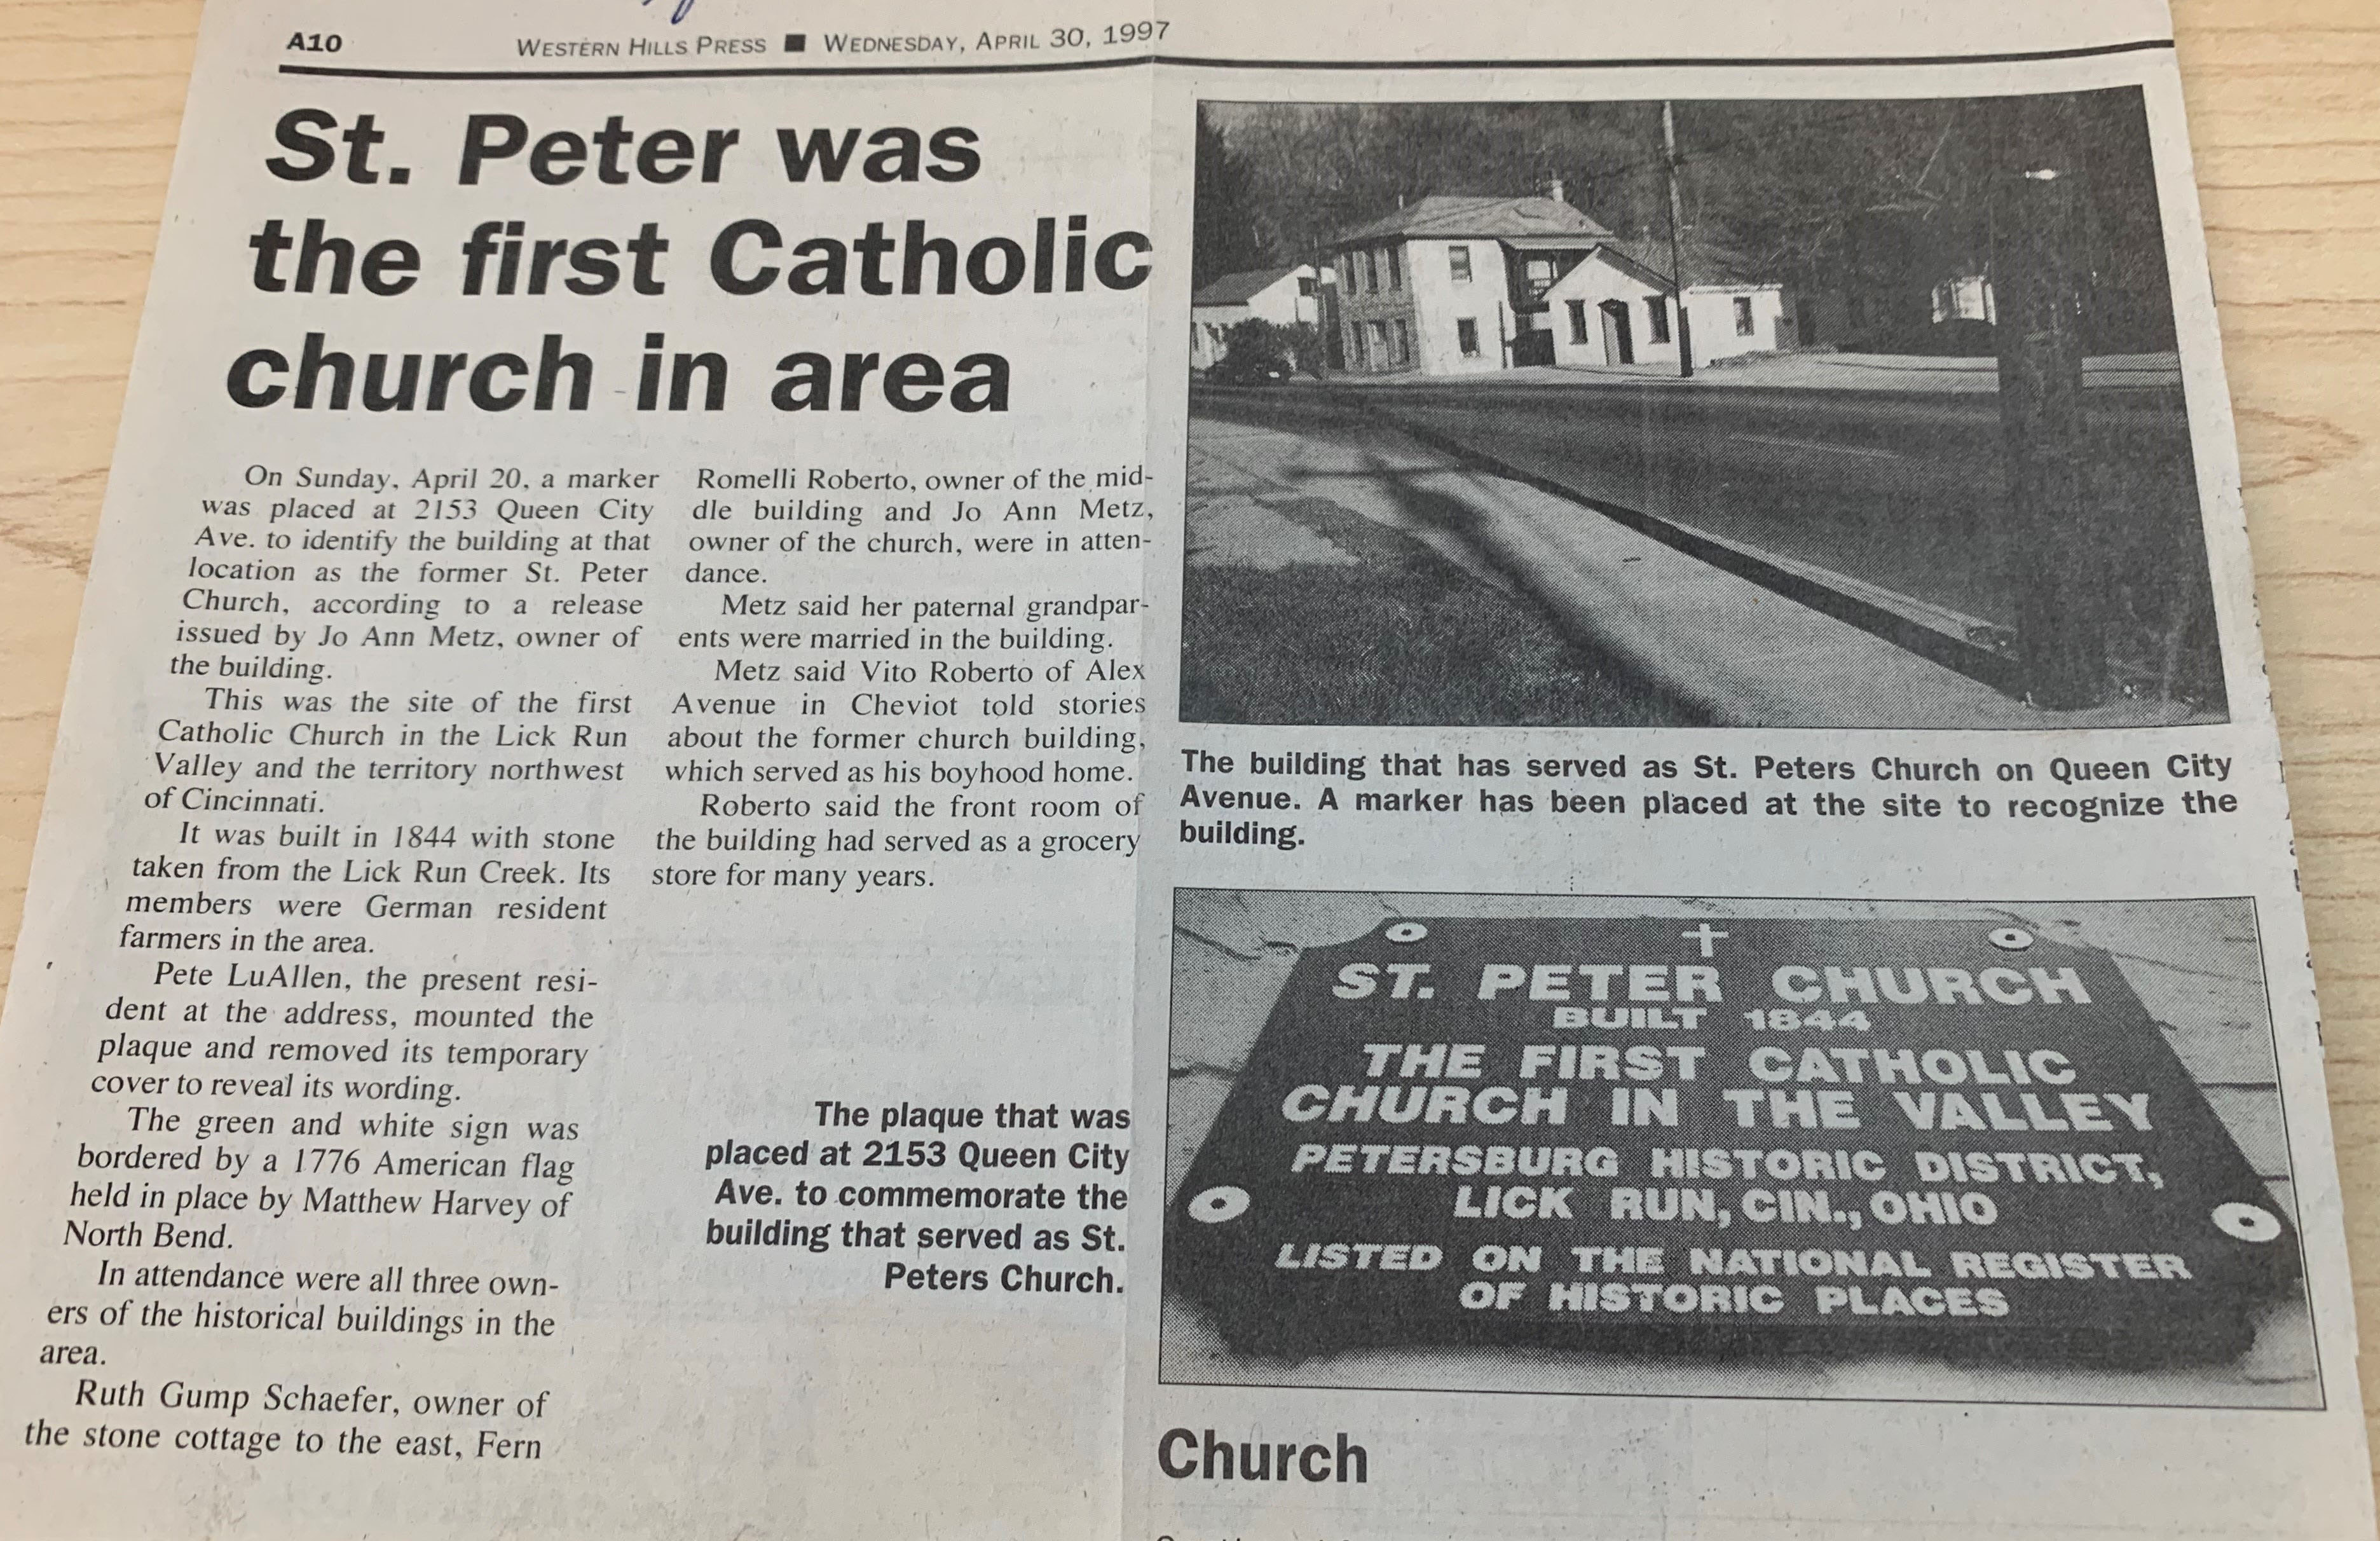 A10 WESTERN HILLS PRESS ■ WEDNESDAY, APRIL 30, 1997
St. Peter was
the first Catholic
church in area
On Sunday, April 20, a marker
was placed at 2153 Queen City
Ave. to identify the building at that
location as the former St. Peter
Church, according to a release
issued by Jo Ann Metz, owner of
the building.
This was the site of the first
Catholic Church in the Lick Run
Valley and the territory northwest
of Cincinnati.
It was built in 1844 with stone
taken from the Lick Run Creek. Its
members were German resident
farmers in the area.
Pete LuAllen, the present resi-
dent at the address, mounted the
plaque and removed its temporary
cover to reveal its wording.
The green and white sign was
bordered by a 1776 American flag
held in place by Matthew Harvey of
North Bend.
In attendance were all three own-
ers of the historical buildings in the
area.
Ruth Gump Schaefer, owner of
the stone cottage to the east, Fern
Romelli Roberto, owner of the mid-
dle building and Jo Ann Metz,
owner of the church, were in atten-
dance.
Metz said her paternal grandpar-
ents were married in the building.
Metz said Vito Roberto of Alex
Avenue in Cheviot told stories
about the former church building,
which served as his boyhood home.
Roberto said the front room of
the building had served as a grocery
store for many years.
The building that has served as St. Peters Church on Queen City
Avenue. A marker has been placed at the site to recognize the
building.
The plaque that was
placed at 2153 Queen City
Ave. to commemorate the
building that served as St.
Peters Church.
ST. PETER CHURCH
BUILT 1844
THE FIRST CATHOLIC
CHURCH IN THE VALLEY
PETERSBURG HISTORIC DISTRICT,
LICK RUN, CIN., OHIO
LISTED ON THE NATIONAL REGISTER
OF HISTORIC PLACES
Church